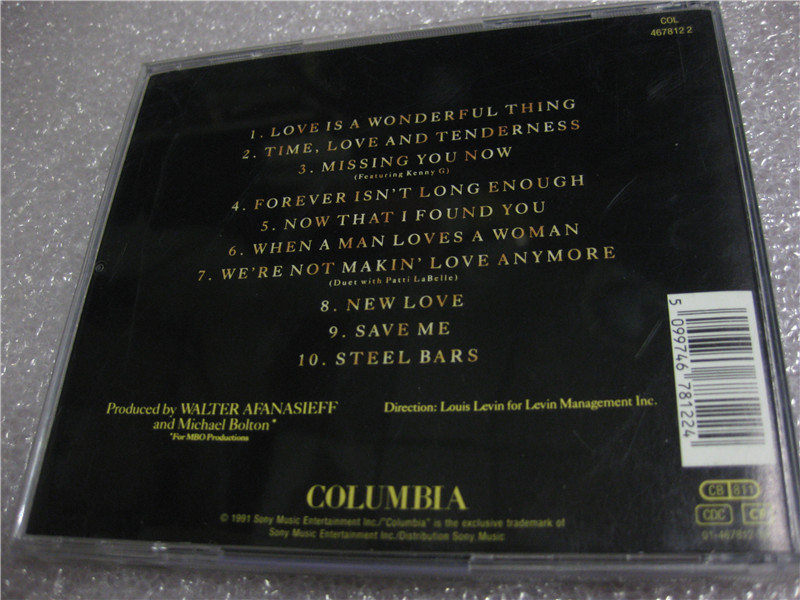 COL
467812 2
1. LOVE IS A WONDERFUL THING
2. TIME, LOVE AND TENDERNESS
3. MISSING YOU NOW
(Featuring Kenny G)
4. FOREVER ISN'T LONG ENOUGH
5. NOW THAT I FOUND YOU
6. WHEN A MAN LOVES A WOMAN
7. WE'RE NOT MAKIN' LOVE ANYMORE
(Duet with Patti LaBelle)
8. NEW LOVE
9. SAVE ME
10. STEEL BARS
5 099746 781224
Produced by WALTER AFANASIEFF
and Michael Bolton*
*For MBO Productions
Direction: Louis Levin for Levin Management Inc.
COLUMBIA
© 1991 Sony Music Entertainment Inc./"Columbia" is the exclusive trademark of
Sony Music Entertainment Inc./Distribution Sony Music
CB 811
CDC